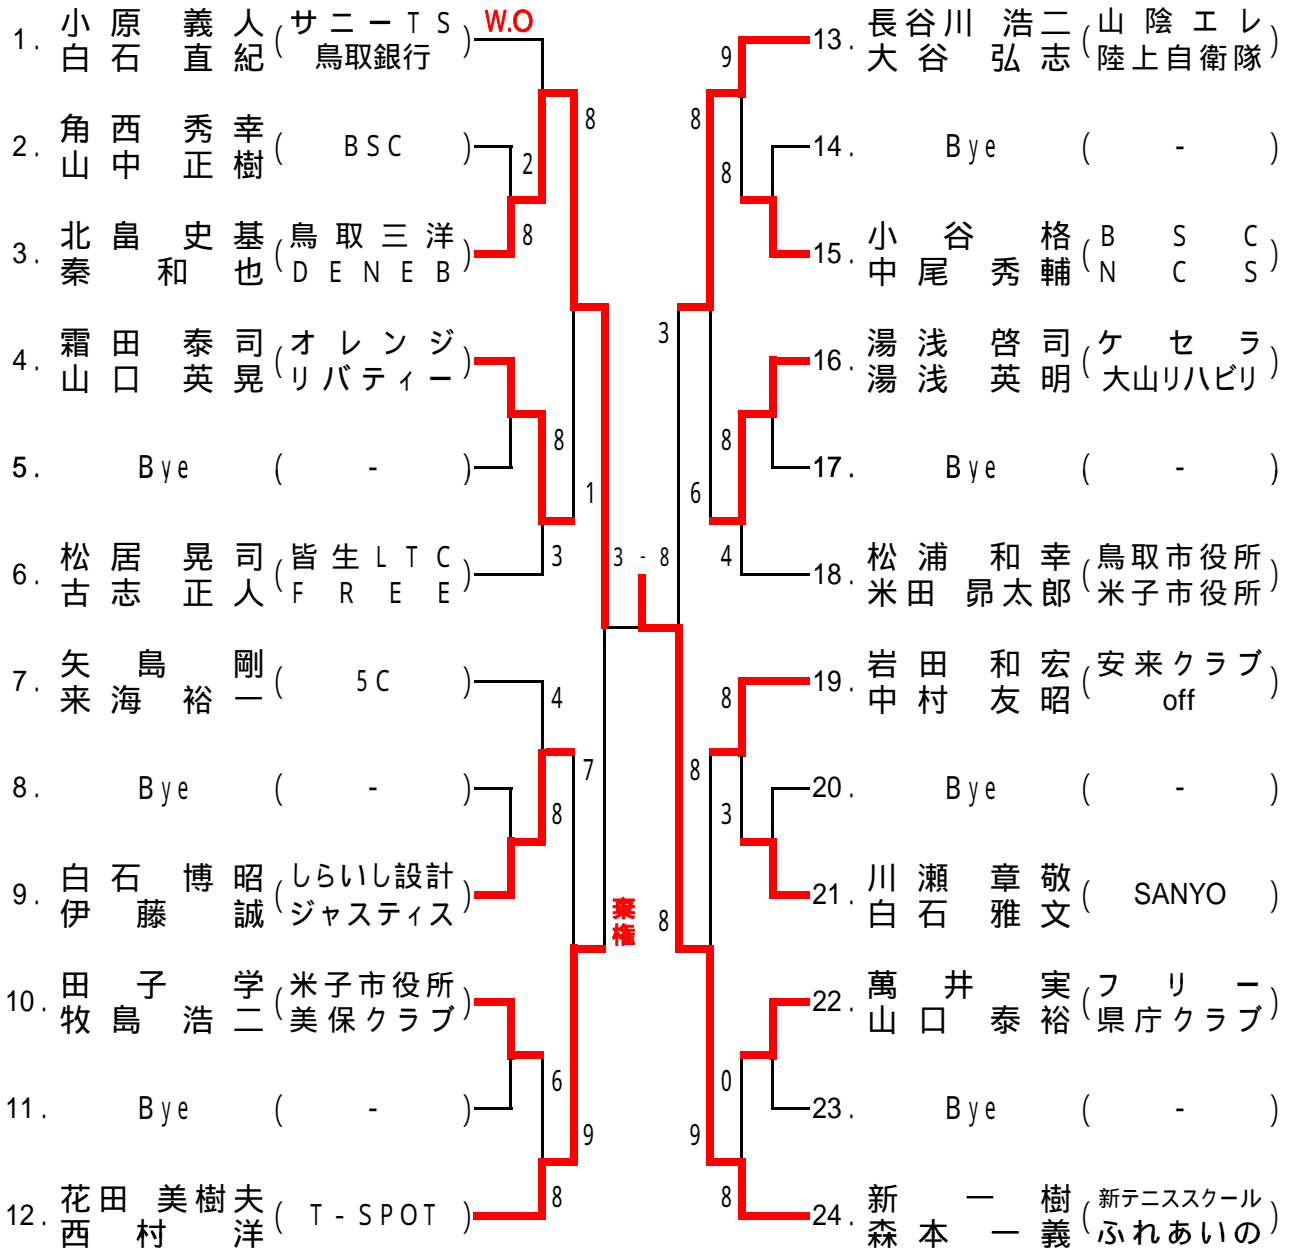 1. 小原 義人 (サニーTS)
白石 直紀 (鳥取銀行)
W.O
2. 角西 秀幸 (BSC)
山中 正樹
2
8
3. 北畠 史基 (鳥取三洋)
秦 和也 (DENEB)
8
4. 霜田 泰司 (オレンジ)
山口 英晃 (リバティー)
5. Bye (-)
8
1
6. 松居 晃司 (皆生LTC)
古志 正人 (FREE)
3
7. 矢島 剛 (5C)
来海 裕一
4
7
8. Bye (-)
8
9. 白石 博昭 (しらいし設計)
伊藤 誠 (ジャスティス)
棄権
10. 田子 学 (米子市役所)
牧島 浩二 (美保クラブ)
11. Bye (-)
6
9
12. 花田 美樹夫 (T-SPOT)
西村 洋
8
3 - 8
13. 長谷川 浩二 (山陰エレ)
大谷 弘志 (陸上自衛隊)
9
8
14. Bye (-)
8
15. 小谷 格 (BSC)
中尾 秀輔 (NCS)
3
16. 湯浅 啓司 (ケセラ)
湯浅 英明 (大山リハビリ)
8
17. Bye (-)
6
18. 松浦 和幸 (鳥取市役所)
米田 昴太郎 (米子市役所)
4
19. 岩田 和宏 (安来クラブ)
中村 友昭 (off)
8
8
20. Bye (-)
3
21. 川瀬 章敬 (SANYO)
白石 雅文
8
22. 萬井 実 (フリー)
山口 泰裕 (県庁クラブ)
0
23. Bye (-)
9
24. 新 一樹 (新テニススクール)
森本 一義 (ふれあいの)
8